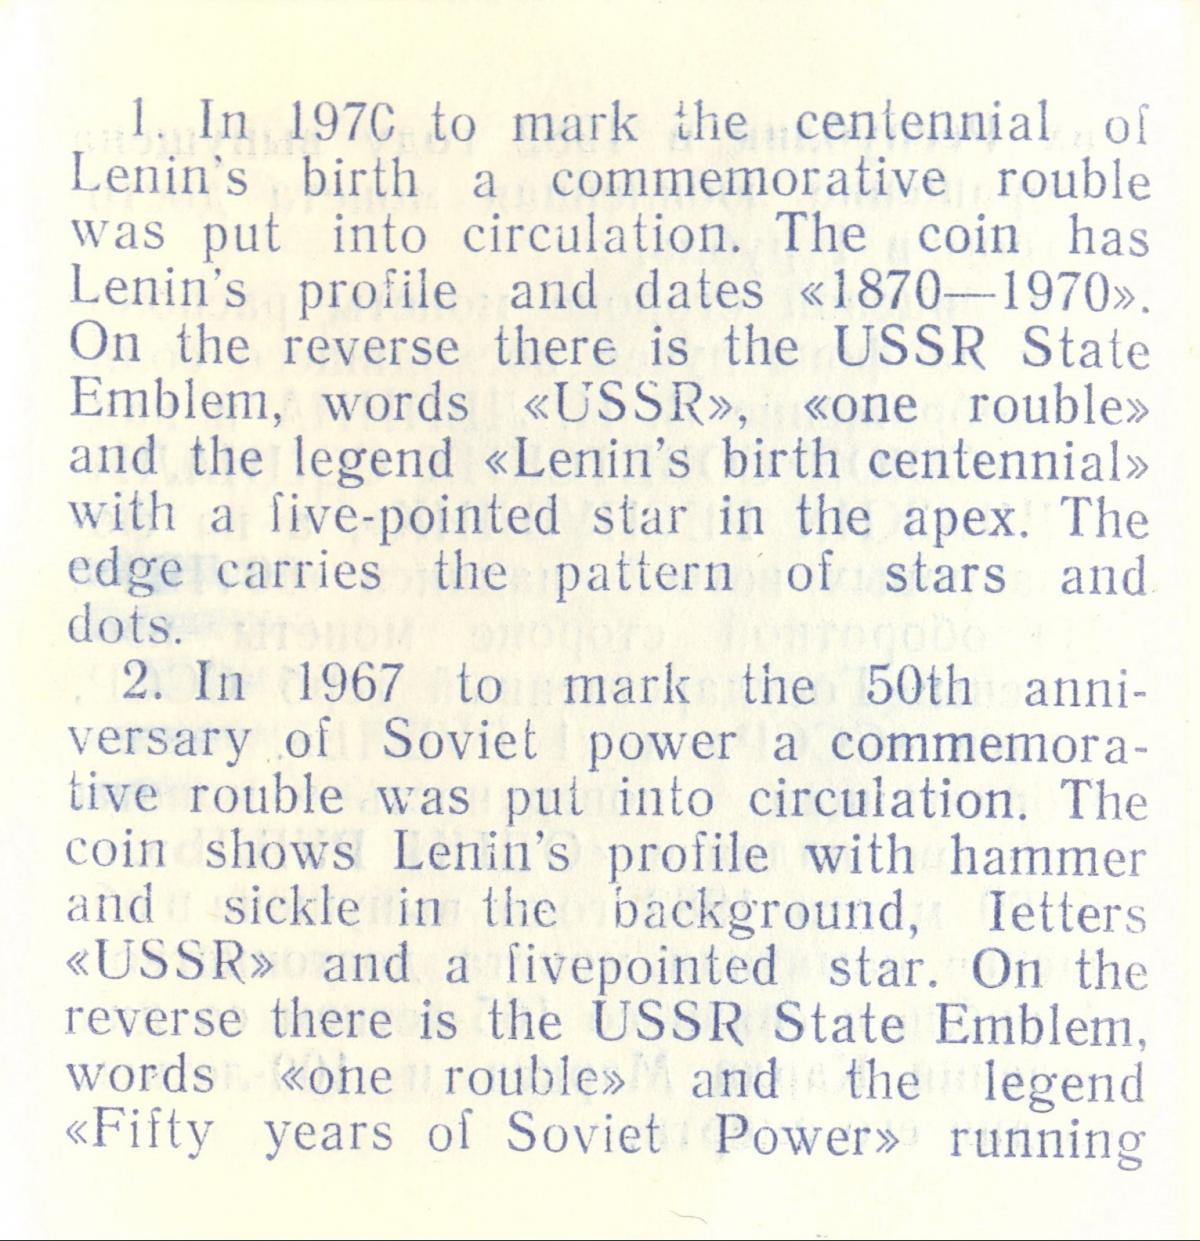 1. In 1970 to mark the centennial of
Lenin's birth a commemorative rouble
was put into circulation. The coin has
Lenin's profile and dates «1870—1970».
On the reverse there is the USSR State
Emblem, words «USSR», «one rouble»
and the legend «Lenin's birth centennial»
with a five-pointed star in the apex. The
edge carries the pattern of stars and
dots.
2. In 1967 to mark the 50th anni-
versary of Soviet power a commemora-
tive rouble was put into circulation. The
coin shows Lenin's profile with hammer
and sickle in the background, letters
«USSR» and a fivepointed star. On the
reverse there is the USSR State Emblem,
words «one rouble» and the legend
«Fifty years of Soviet Power» running